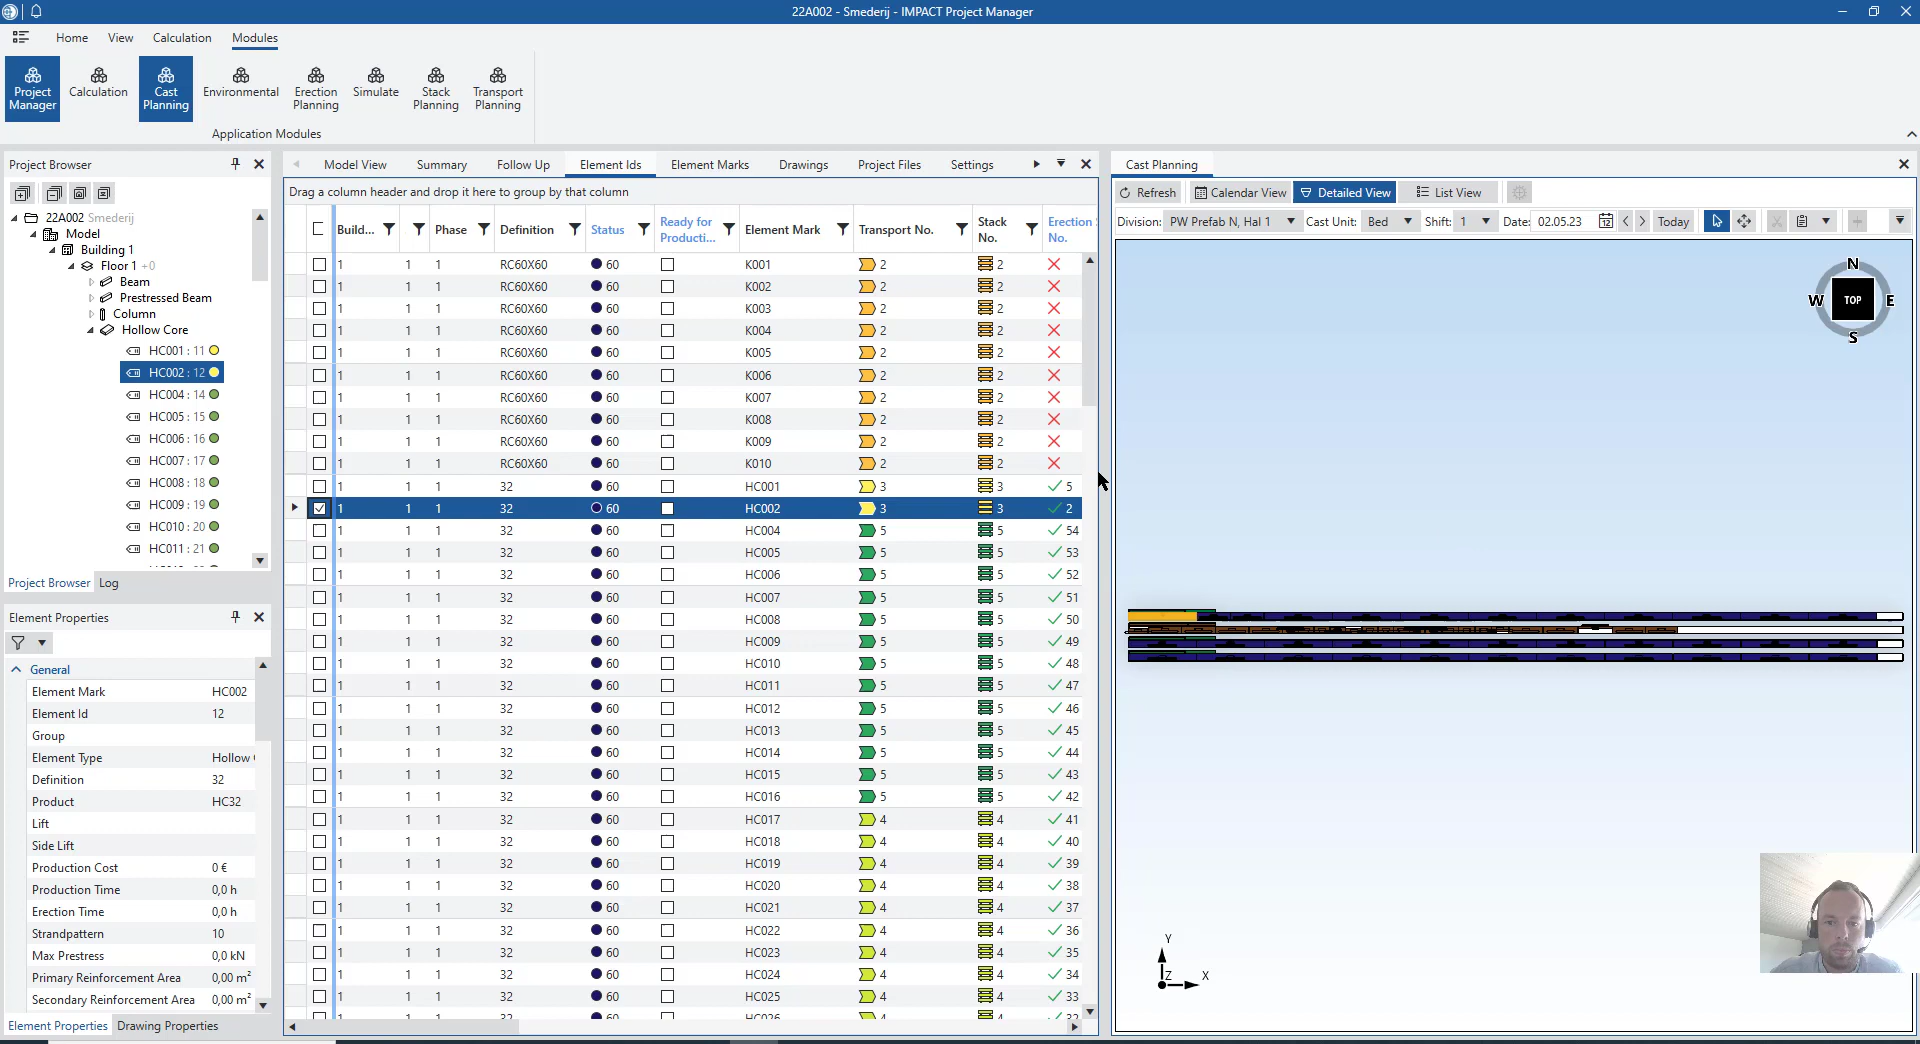 22A002 - Smederij - IMPACT Project Manager
Home View Calculation Modules
Project Manager
Calculation
Cast Planning
Environmental
Erection Planning
Simulate
Stack Planning
Transport Planning
Application Modules
Project Browser
22A002 Smederij
Model
Building 1
Floor 1 +0
Beam
Prestressed Beam
Column
Hollow Core
HC001 : 11
HC002 : 12
HC004 : 14
HC005 : 15
HC006 : 16
HC007 : 17
HC008 : 18
HC009 : 19
HC010 : 20
HC011 : 21
Project Browser Log
Element Properties
General
Element Mark HC002
Element Id 12
Group
Element Type Hollow
Definition 32
Product HC32
Lift
Side Lift
Production Cost 0 €
Production Time 0,0 h
Erection Time 0,0 h
Strandpattern 10
Max Prestress 0,0 kN
Primary Reinforcement Area 0,00 m²
Secondary Reinforcement Area 0,00 m²
Element Properties Drawing Properties
Model View Summary Follow Up Element Ids Element Marks Drawings Project Files Settings
Drag a column header and drop it here to group by that column
Build... Phase Definition Status Ready for Producti... Element Mark Transport No. Stack No. Erection No.
1 1 1 RC60X60 60 K001 2 2
1 1 1 RC60X60 60 K002 2 2
1 1 1 RC60X60 60 K003 2 2
1 1 1 RC60X60 60 K004 2 2
1 1 1 RC60X60 60 K005 2 2
1 1 1 RC60X60 60 K006 2 2
1 1 1 RC60X60 60 K007 2 2
1 1 1 RC60X60 60 K008 2 2
1 1 1 RC60X60 60 K009 2 2
1 1 1 RC60X60 60 K010 2 2
1 1 1 32 60 HC001 3 3 5
1 1 1 32 60 HC002 3 3 2
1 1 1 32 60 HC004 5 5 54
1 1 1 32 60 HC005 5 5 53
1 1 1 32 60 HC006 5 5 52
1 1 1 32 60 HC007 5 5 51
1 1 1 32 60 HC008 5 5 50
1 1 1 32 60 HC009 5 5 49
1 1 1 32 60 HC010 5 5 48
1 1 1 32 60 HC011 5 5 47
1 1 1 32 60 HC012 5 5 46
1 1 1 32 60 HC013 5 5 45
1 1 1 32 60 HC014 5 5 44
1 1 1 32 60 HC015 5 5 43
1 1 1 32 60 HC016 5 5 42
1 1 1 32 60 HC017 4 4 41
1 1 1 32 60 HC018 4 4 40
1 1 1 32 60 HC019 4 4 39
1 1 1 32 60 HC020 4 4 38
1 1 1 32 60 HC021 4 4 37
1 1 1 32 60 HC022 4 4 36
1 1 1 32 60 HC023 4 4 35
1 1 1 32 60 HC024 4 4 34
1 1 1 32 60 HC025 4 4 33
1 1 1 32 60 HC026 4 4 32
Cast Planning
Refresh Calendar View Detailed View List View
Division: PW Prefab N, Hal 1 Cast Unit: Bed Shift: 1 Date: 02.05.23 Today
N
W TOP E
S
Y
Z X